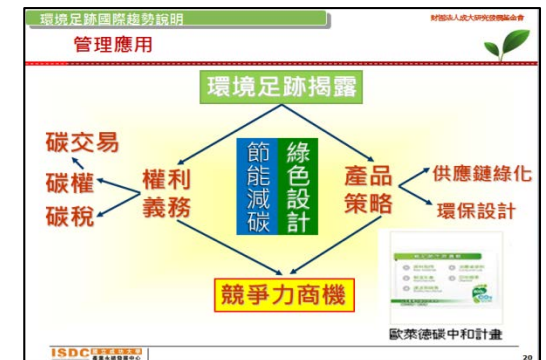 環境足跡國際趨勢說明
財團法人成大研究發展基金會
管理應用
環境足跡揭露
碳交易
碳權
碳稅
權利
義務
節能減碳
綠色設計
產品
策略
供應鏈綠化
環保設計
競爭力商機
歐萊德碳中和計畫
ISDC
20